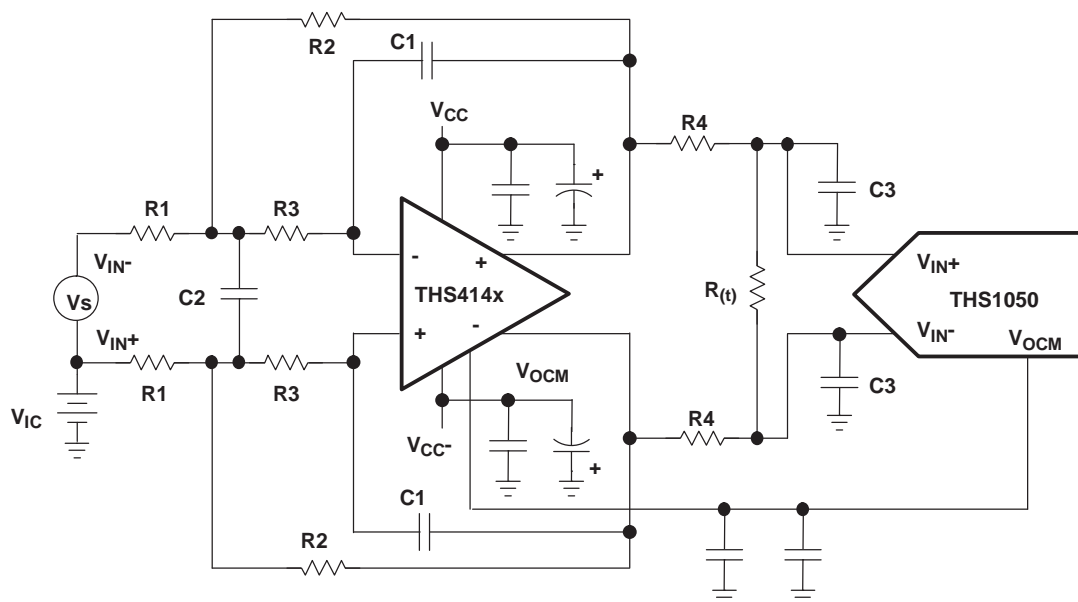 R2
C1
VCC
R4
+
C3
R1
R3
VIN-
-
+
VIN+
Vs
C2
THS414x
R(t)
THS1050
VIN+
+
-
VIN-
VOCM
R1
R3
VOCM
C3
VIC
R4
VCC-
+
C1
R2